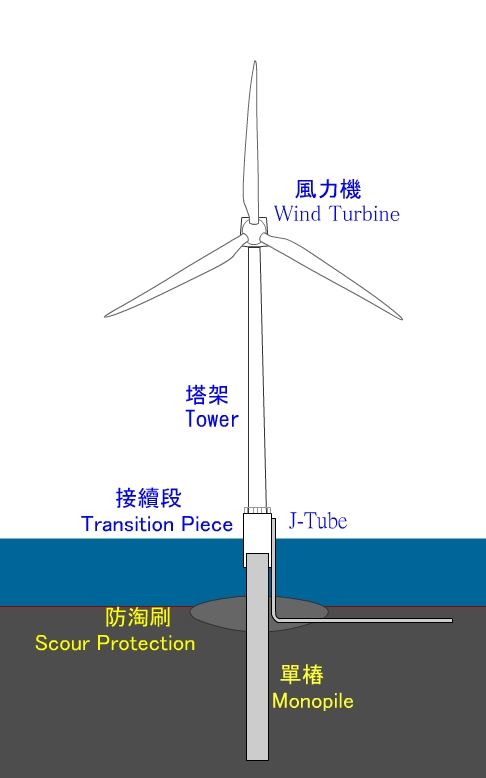 風力機
Wind Turbine
塔架
Tower
接續段
Transition Piece
J-Tube
防淘刷
Scour Protection
單樁
Monopile